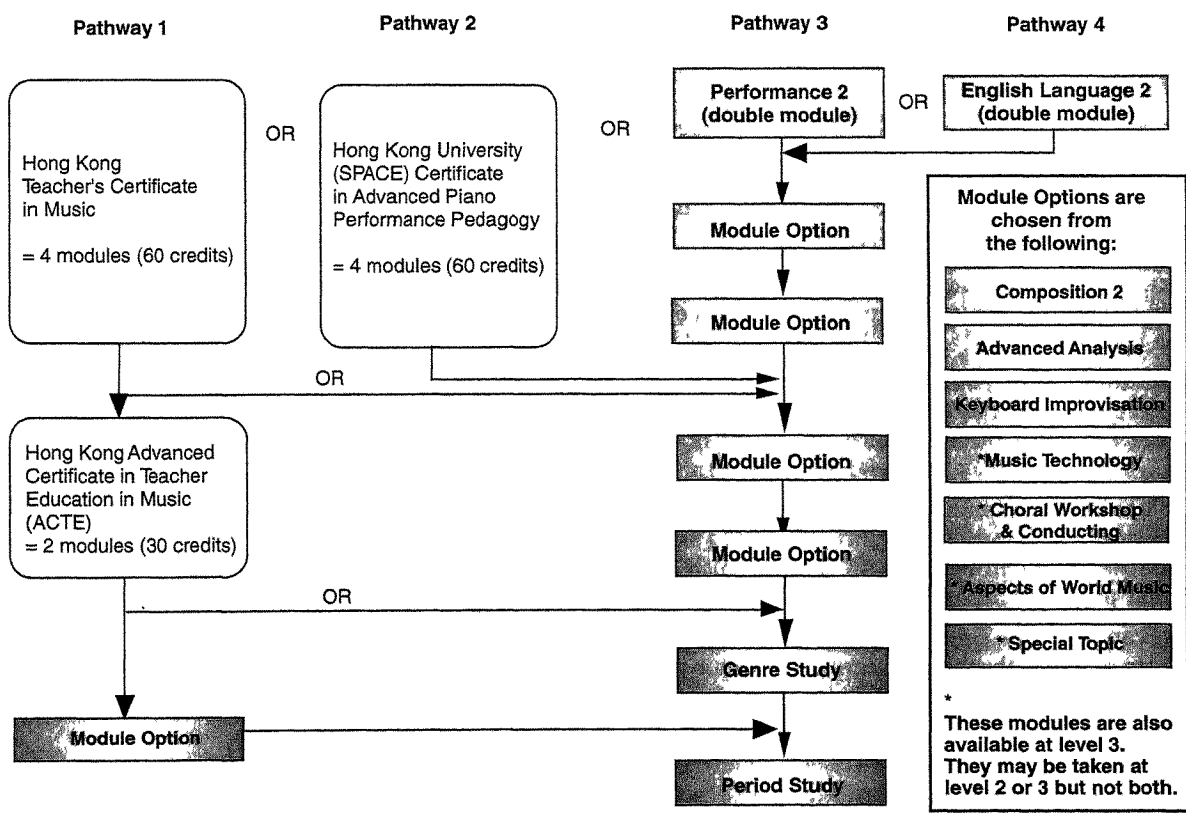 Pathway 1
Pathway 2
Pathway 3
Pathway 4
Hong Kong
Teacher's Certificate
in Music
= 4 modules (60 credits)
OR
Hong Kong University
(SPACE) Certificate
in Advanced Piano
Performance Pedagogy
= 4 modules (60 credits)
OR
Performance 2
(double module)
OR
English Language 2
(double module)
Module Option
Module Option
OR
Hong Kong Advanced
Certificate in Teacher
Education in Music
(ACTE)
= 2 modules (30 credits)
Module Option
Module Option
OR
Genre Study
Module Option
Period Study
Module Options are
chosen from
the following:
Composition 2
Advanced Analysis
Keyboard Improvisation
*Music Technology
* Choral Workshop
& Conducting
* Aspects of World Music
* Special Topic
*
These modules are also
available at level 3.
They may be taken at
level 2 or 3 but not both.